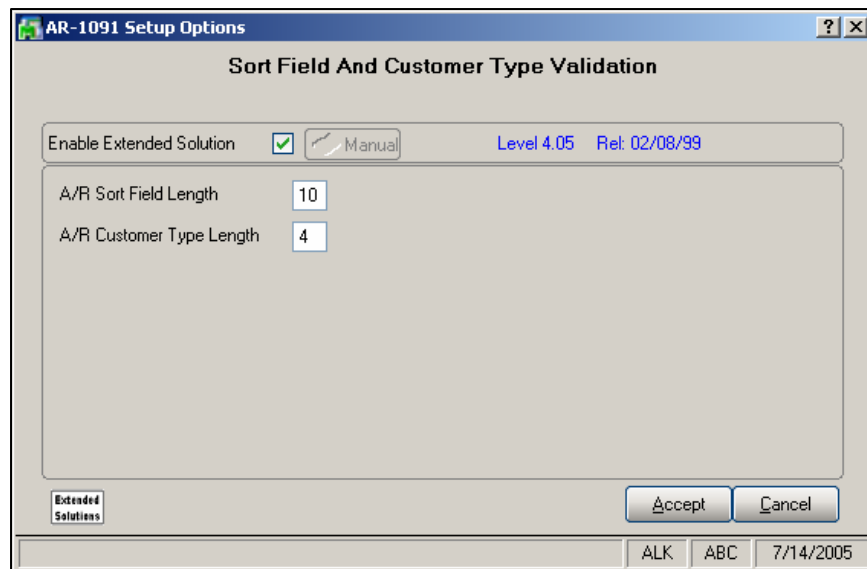 AR-1091 Setup Options
Sort Field And Customer Type Validation
Enable Extended Solution Manual Level 4.05 Rel: 02/08/99
A/R Sort Field Length 10
A/R Customer Type Length 4
Extended
Solutions
Accept Cancel
ALK ABC 7/14/2005